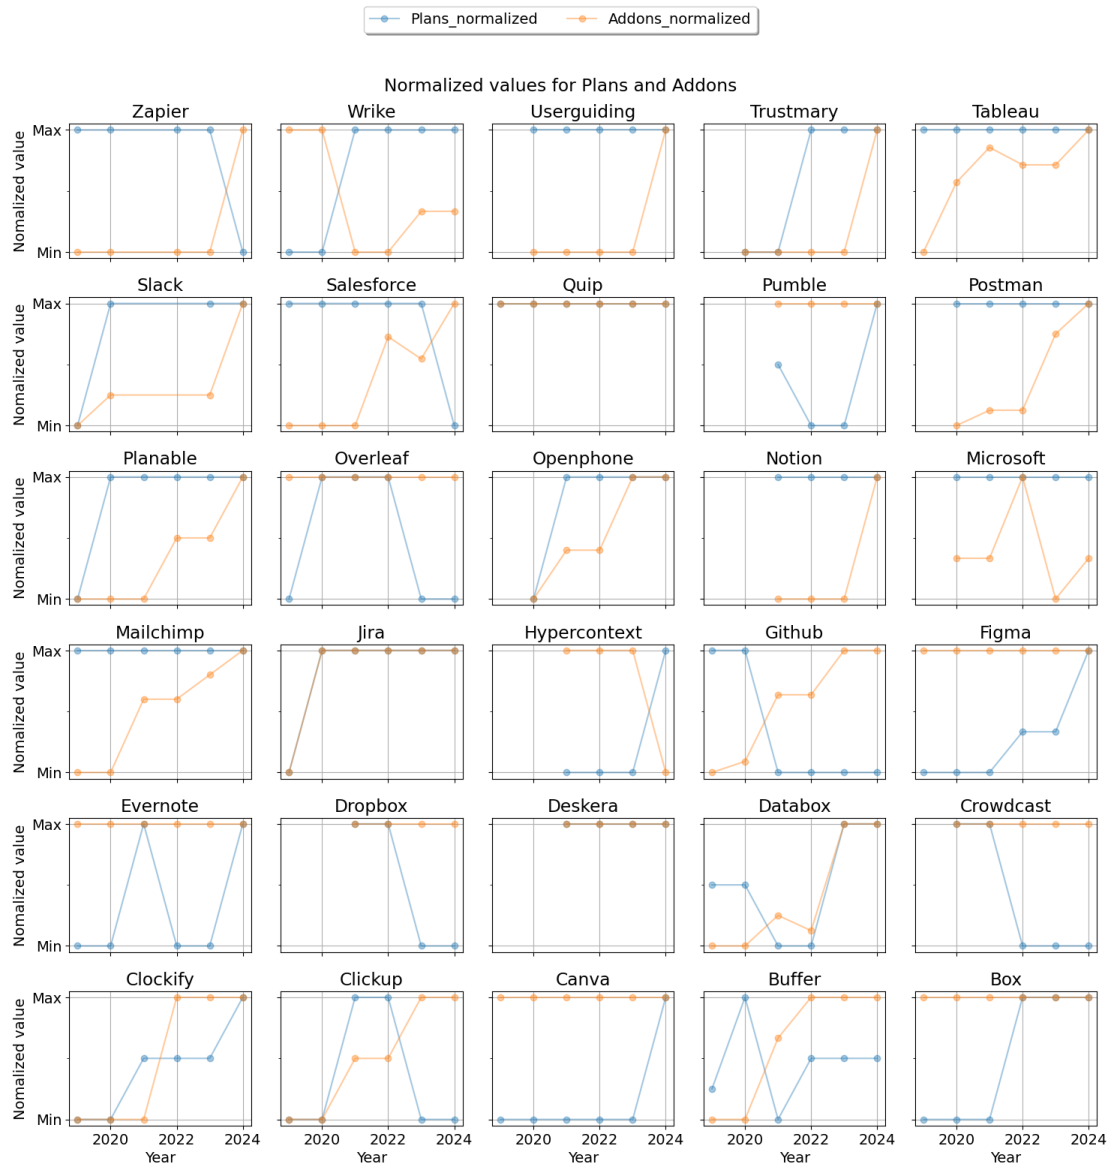 Plans_normalized Addons_normalized
Normalized values for Plans and Addons
Zapier Wrike Userguiding Trustmary Tableau
Max
Nomalized value
Min
Slack Salesforce Quip Pumble Postman
Max
Nomalized value
Min
Planable Overleaf Openphone Notion Microsoft
Max
Nomalized value
Min
Mailchimp Jira Hypercontext Github Figma
Max
Nomalized value
Min
Evernote Dropbox Deskera Databox Crowdcast
Max
Nomalized value
Min
Clockify Clickup Canva Buffer Box
Max
Nomalized value
Min
2020 2022 2024 2020 2022 2024 2020 2022 2024 2020 2022 2024 2020 2022 2024
Year Year Year Year Year